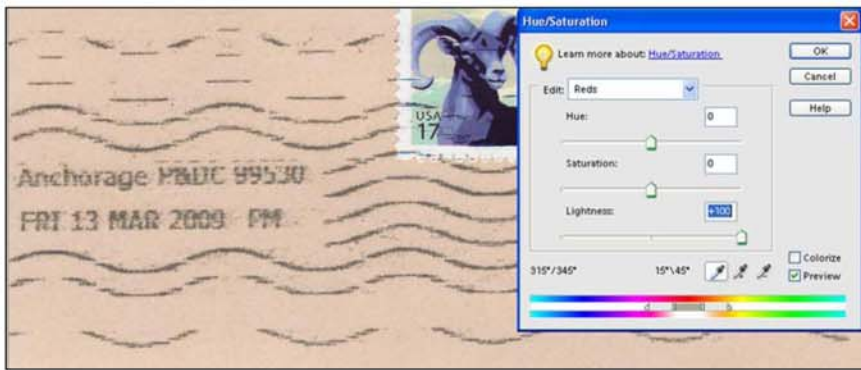 USA
17
Anchorage P&DC 99530
FRI 13 MAR 2009 PM
Hue/Saturation
Learn more about: Hue/Saturation
OK
Cancel
Help
Edit: Reds
Hue: 0
Saturation: 0
Lightness: +100
315°/345° 15°\45°
Colorize
Preview